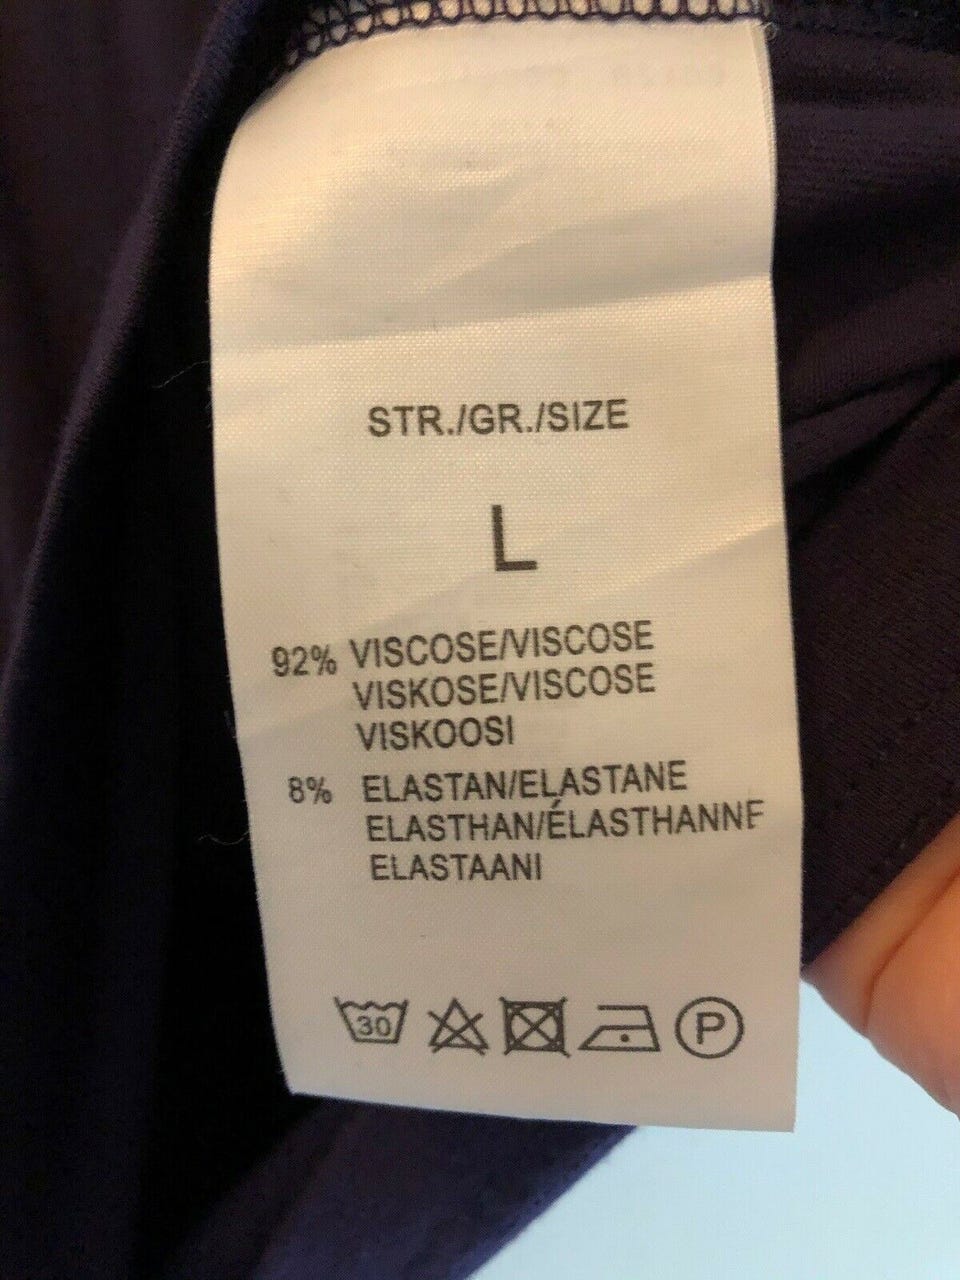 STR./GR./SIZE
L
92% VISCOSE/VISCOSE
VISKOSE/VISCOSE
VISKOOSI
8% ELASTAN/ELASTANE
ELASTHAN/ÉLASTHANNE
ELASTAANI
30 P